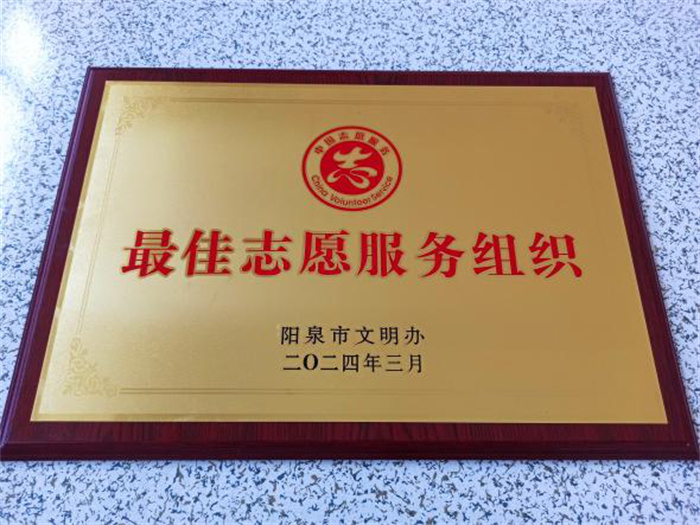 中国志愿服务
志
China Volunteer Service
最佳志愿服务组织
阳泉市文明办
二〇二四年三月